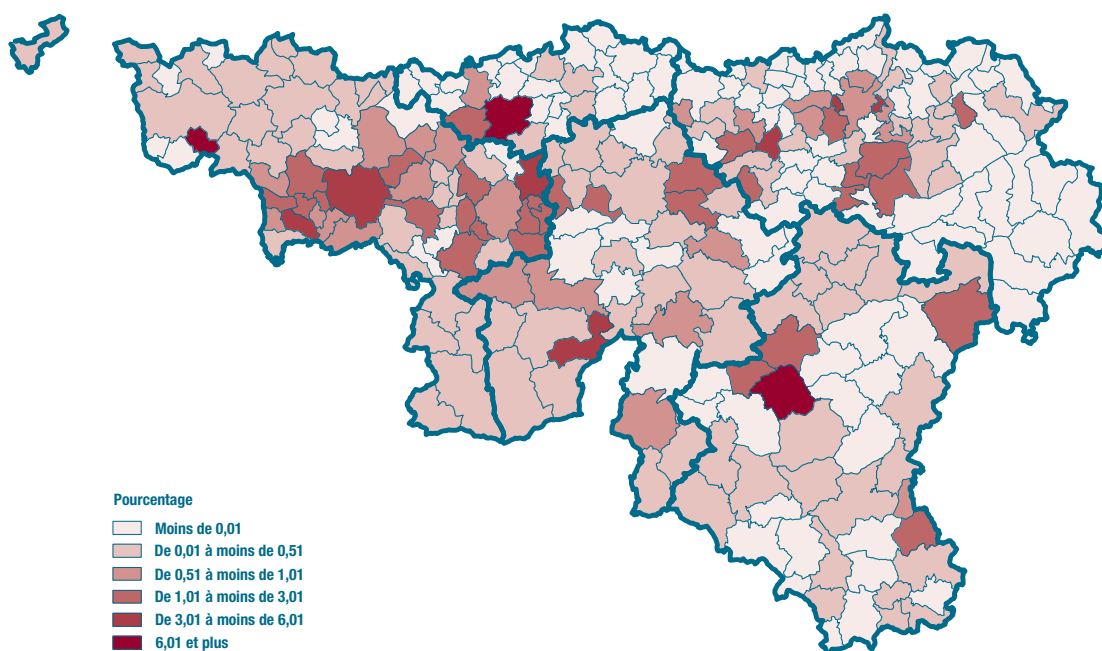 Pourcentage
Moins de 0,01
De 0,01 à moins de 0,51
De 0,51 à moins de 1,01
De 1,01 à moins de 3,01
De 3,01 à moins de 6,01
6,01 et plus